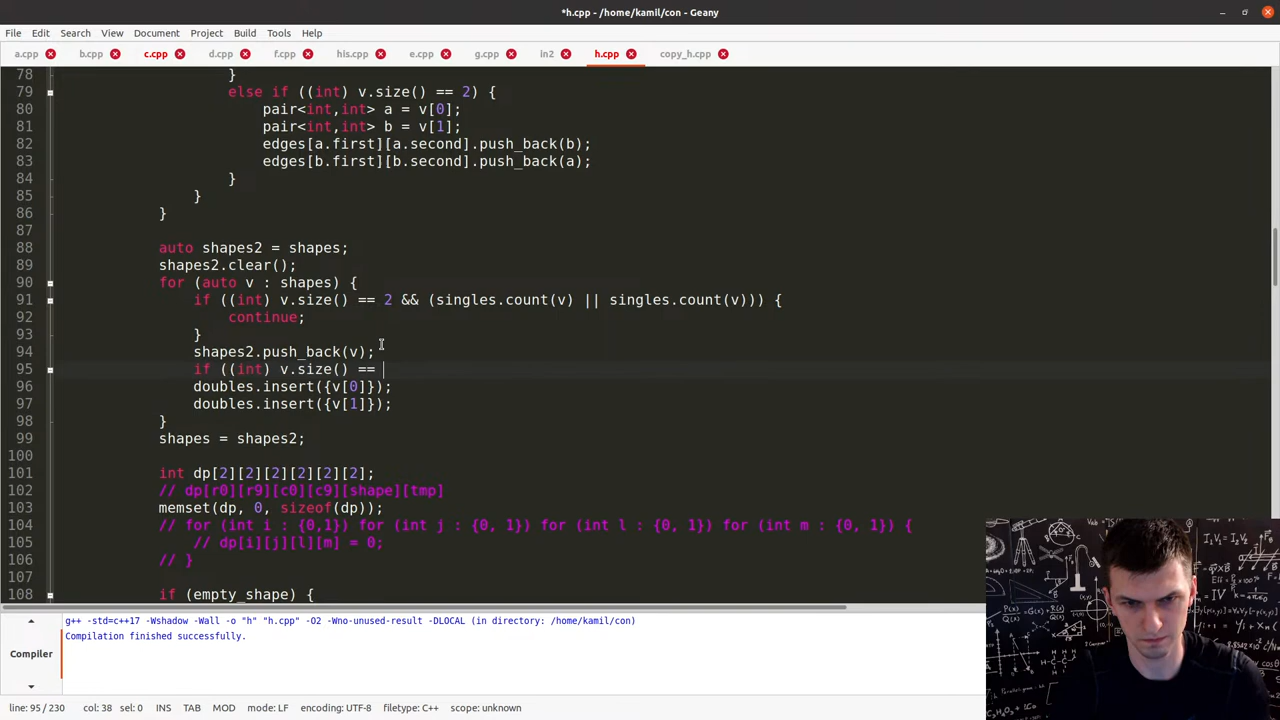 *h.cpp - /home/kamil/con - Geany
File Edit Search View Document Project Build Tools Help
a.cpp b.cpp c.cpp d.cpp f.cpp his.cpp e.cpp g.cpp in2 h.cpp copy_h.cpp
78 }
79 else if ((int) v.size() == 2) {
80 pair<int,int> a = v[0];
81 pair<int,int> b = v[1];
82 edges[a.first][a.second].push_back(b);
83 edges[b.first][b.second].push_back(a);
84 }
85 }
86 }
87
88 auto shapes2 = shapes;
89 shapes2.clear();
90 for (auto v : shapes) {
91 if ((int) v.size() == 2 && (singles.count(v) || singles.count(v))) {
92 continue;
93 }
94 shapes2.push_back(v);
95 if ((int) v.size() ==
96 doubles.insert({v[0]});
97 doubles.insert({v[1]});
98 }
99 shapes = shapes2;
100
101 int dp[2][2][2][2][2][2];
102 // dp[r0][r9][c0][c9][shape][tmp]
103 memset(dp, 0, sizeof(dp));
104 // for (int i : {0,1}) for (int j : {0, 1}) for (int l : {0, 1}) for (int m : {0, 1}) {
105 // dp[i][j][l][m] = 0;
106 // }
107
108 if (empty_shape) {
Compiler
g++ -std=c++17 -Wshadow -Wall -o "h" "h.cpp" -O2 -Wno-unused-result -DLOCAL (in directory: /home/kamil/con)
Compilation finished successfully.
line: 95 / 230 col: 38 sel: 0 INS TAB MOD mode: LF encoding: UTF-8 filetype: C++ scope: unknown